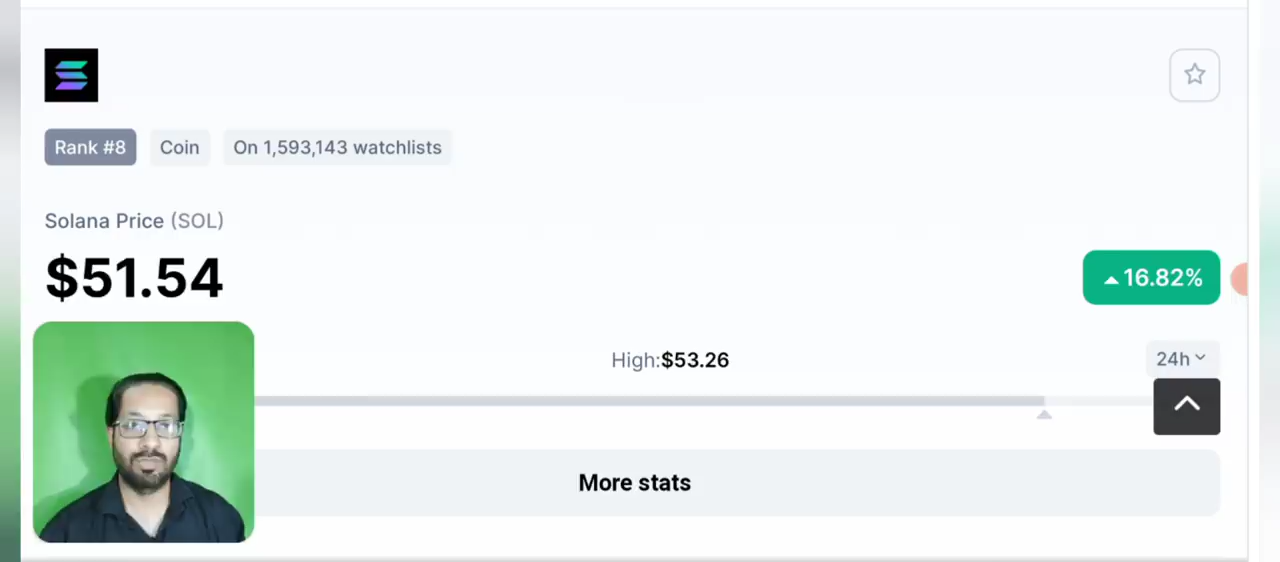 Rank #8 Coin On 1,593,143 watchlists
Solana Price (SOL)
$51.54 16.82%
High:$53.26 24h
More stats